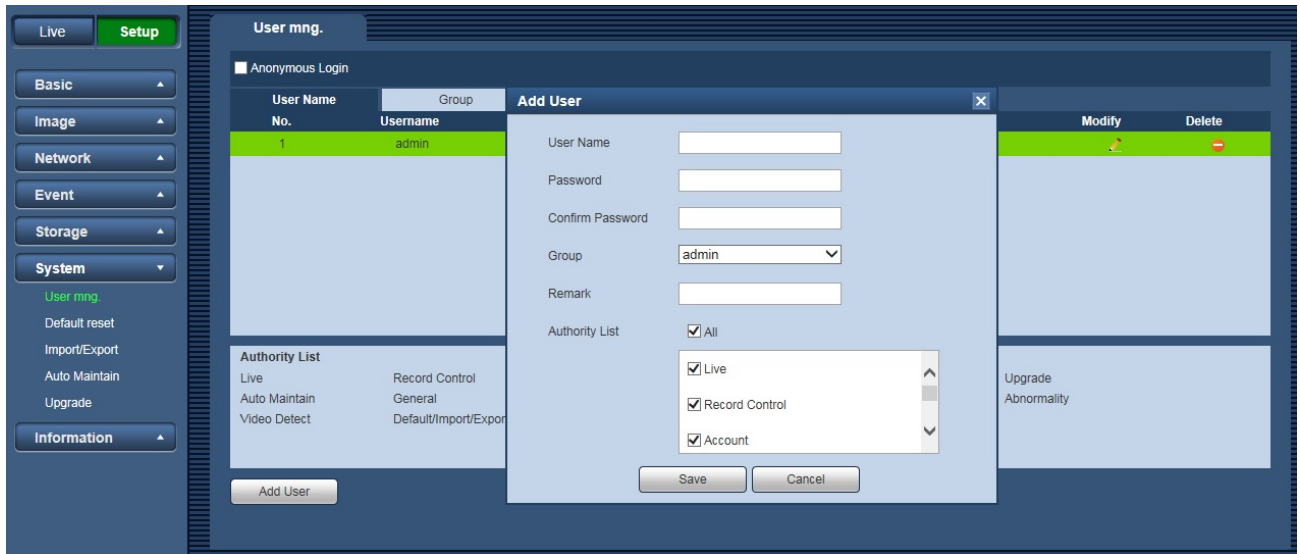 Live
Setup
Basic
Image
Network
Event
Storage
System
User mng.
Default reset
Import/Export
Auto Maintain
Upgrade
Information
User mng.
Anonymous Login
User Name
Group
No.
Username
Modify
Delete
1
admin
Authority List
Live
Record Control
Upgrade
Auto Maintain
General
Abnormality
Video Detect
Default/Import/Expor
Add User
Add User
User Name
Password
Confirm Password
Group
admin
Remark
Authority List
All
Live
Record Control
Account
Save
Cancel